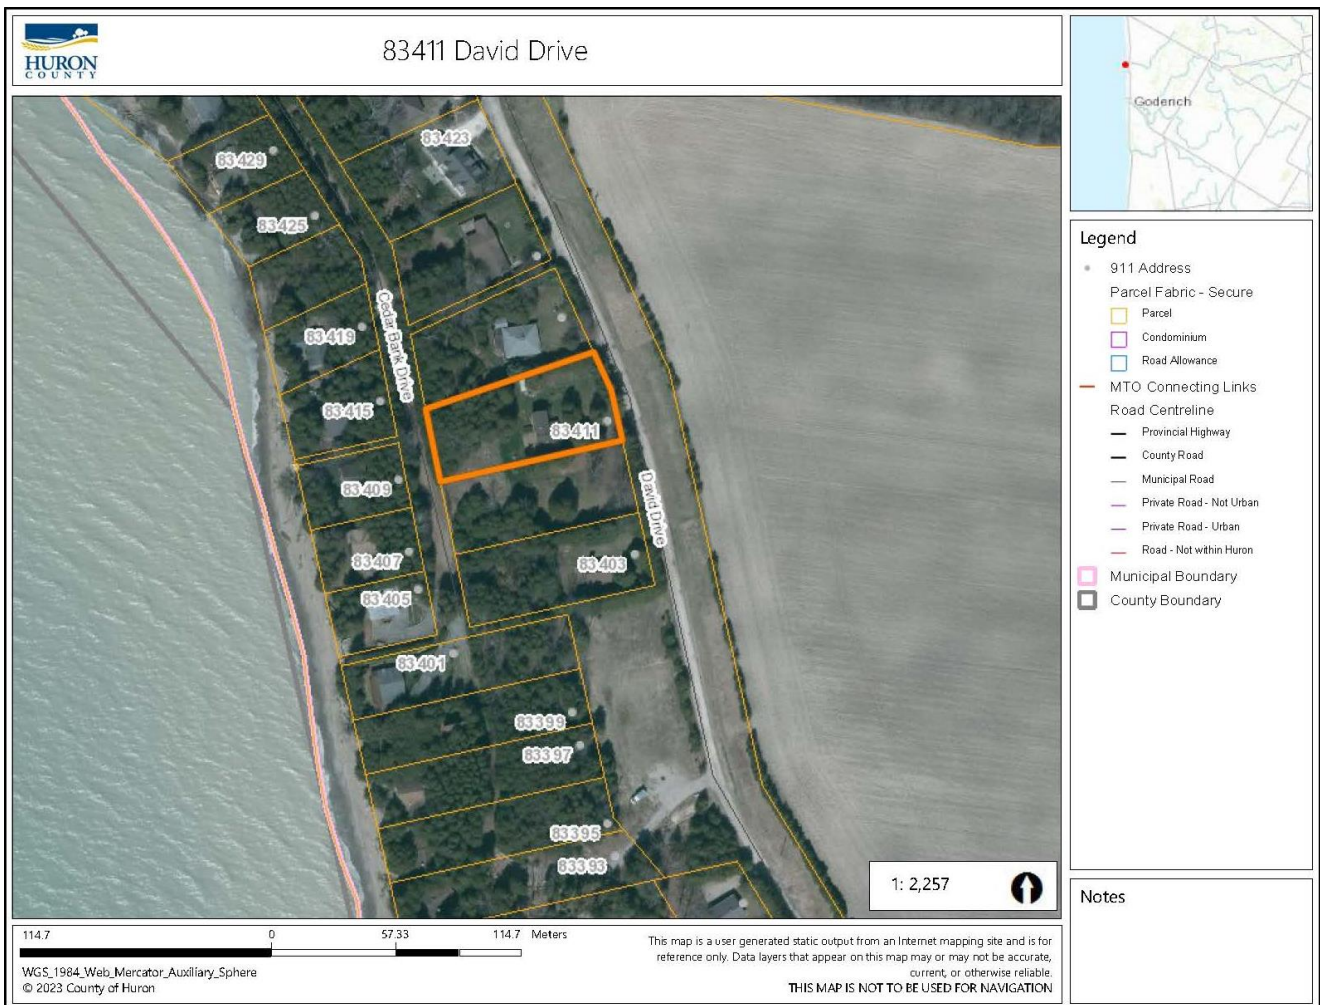 HURON
COUNTY
83411 David Drive
Goderich
83423
83429
83425
Cedar Bank Drive
83419
83415
83411
83409
David Drive
83407
83403
83405
83401
83399
83397
83395
83393
1: 2,257
Legend
911 Address
Parcel Fabric - Secure
Parcel
Condominium
Road Allowance
MTO Connecting Links
Road Centreline
Provincial Highway
County Road
Municipal Road
Private Road - Not Urban
Private Road - Urban
Road - Not within Huron
Municipal Boundary
County Boundary
Notes
114.7 0 57.33 114.7 Meters
WGS_1984_Web_Mercator_Auxiliary_Sphere
© 2023 County of Huron
This map is a user generated static output from an Internet mapping site and is for
reference only. Data layers that appear on this map may or may not be accurate,
current, or otherwise reliable.
THIS MAP IS NOT TO BE USED FOR NAVIGATION